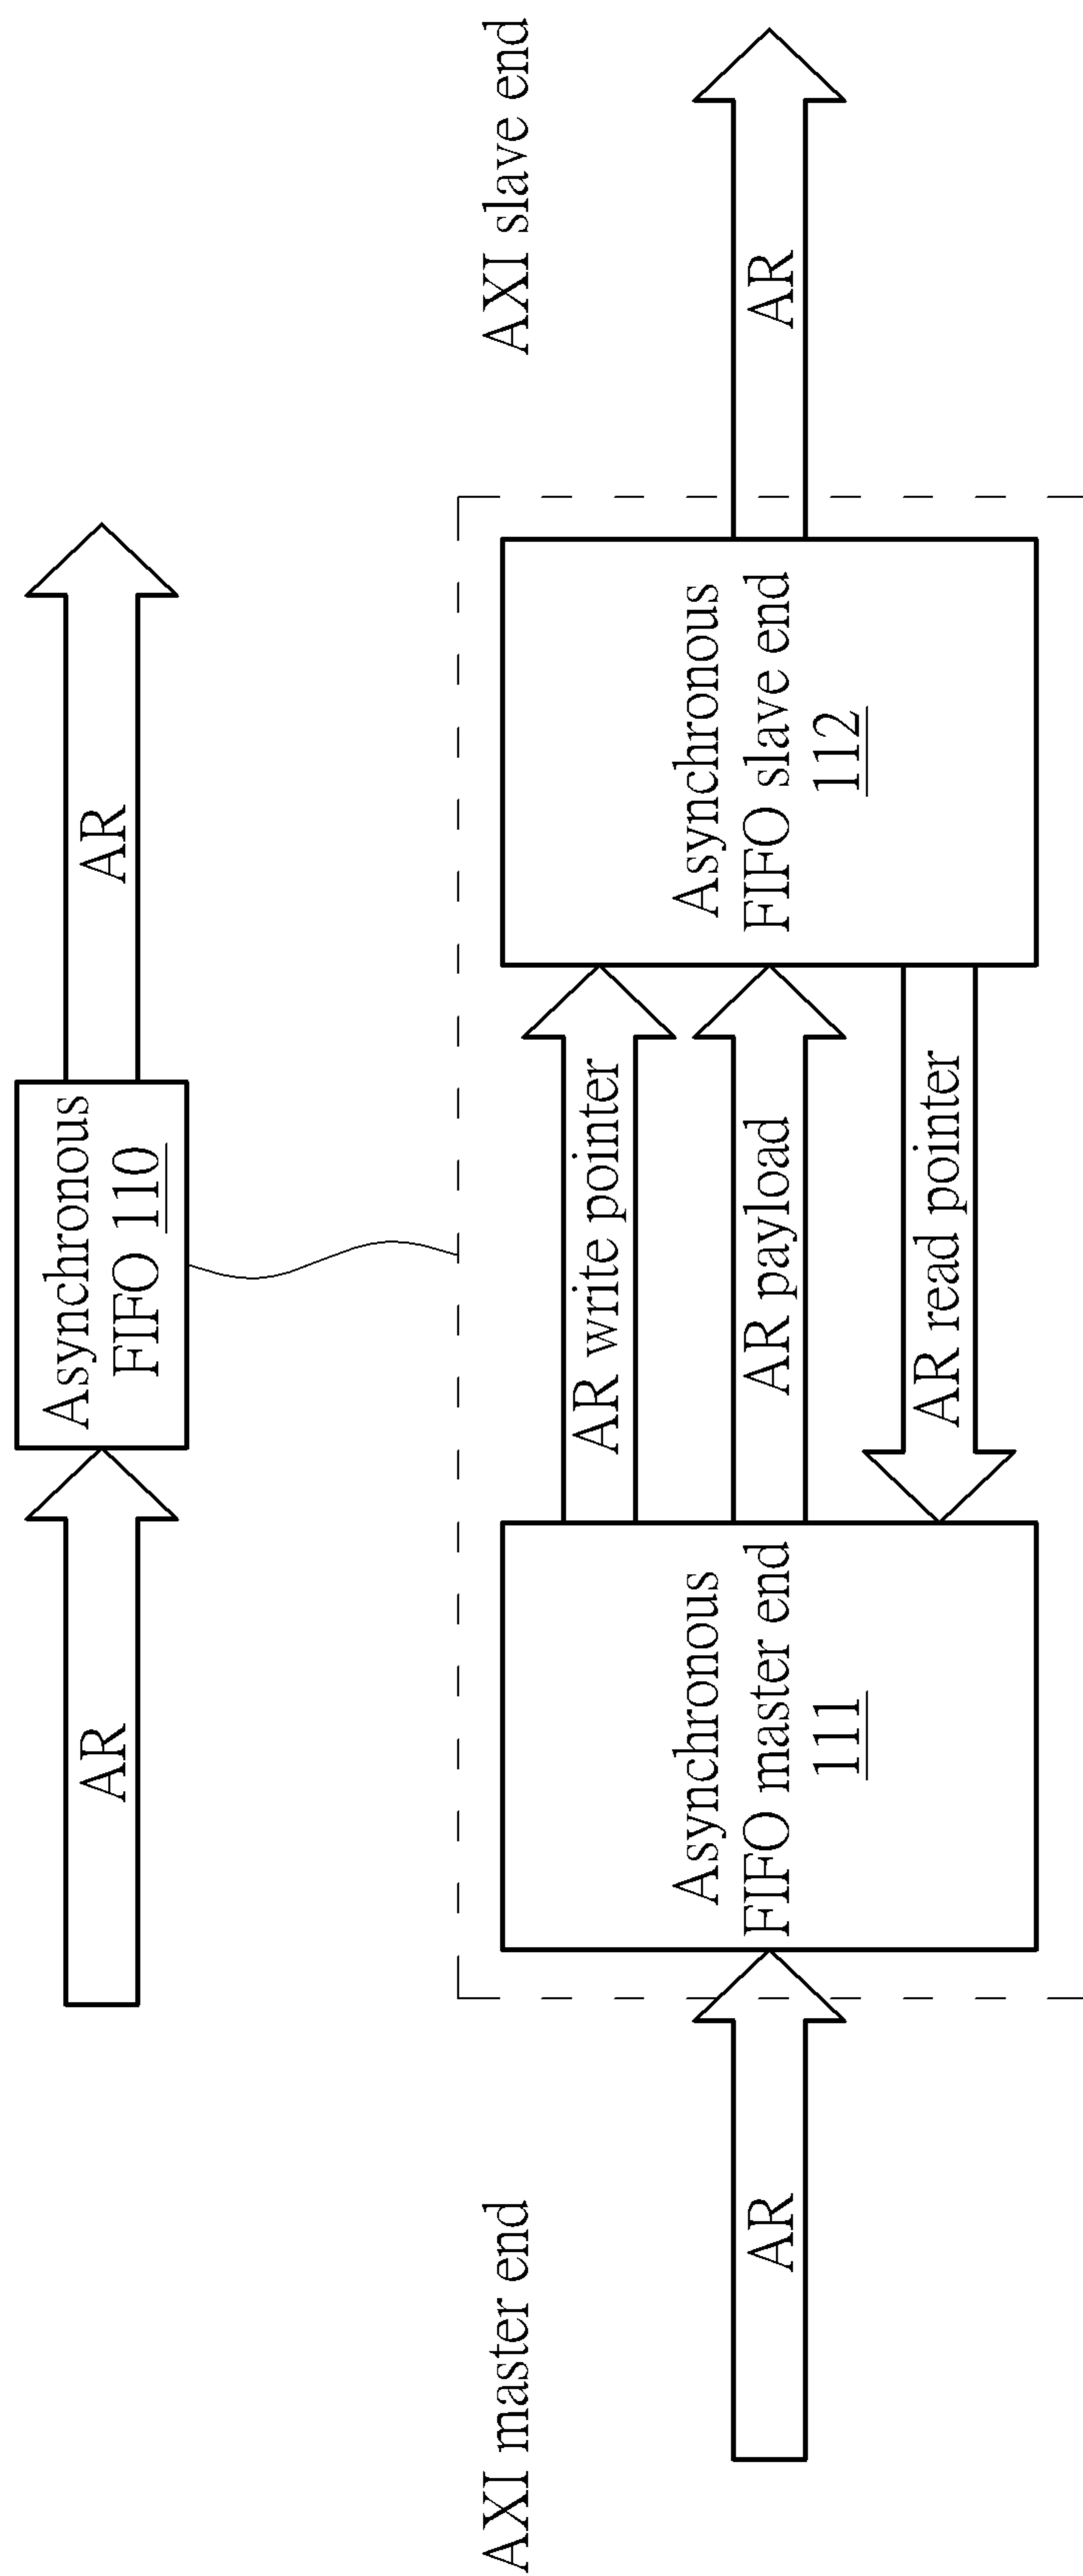 AR
Asynchronous
FIFO 110
AR
AXI master end
AXI slave end
AR
Asynchronous
FIFO master end
111
AR write pointer
AR payload
AR read pointer
Asynchronous
FIFO slave end
112
AR